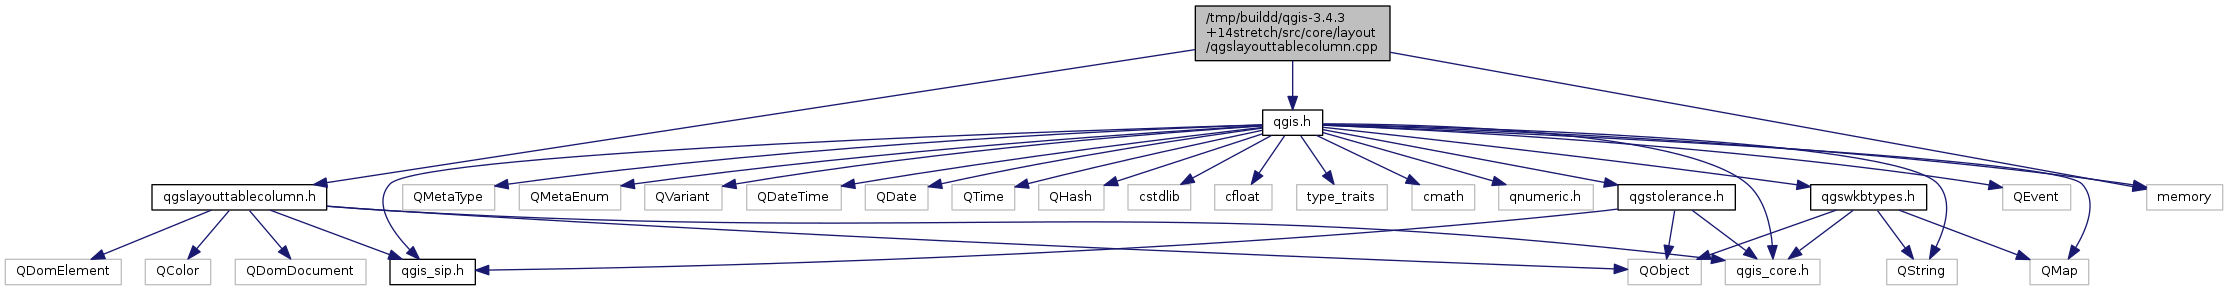 /tmp/buildd/qgis-3.4.3
+14stretch/src/core/layout
/qgslayouttablecolumn.cpp
qgis.h
qgslayouttablecolumn.h
QMetaType
QMetaEnum
QVariant
QDateTime
QDate
QTime
QHash
cstdlib
cfloat
type_traits
cmath
qnumeric.h
qgstolerance.h
qgswkbtypes.h
QEvent
memory
QDomElement
QColor
QDomDocument
qgis_sip.h
QObject
qgis_core.h
QString
QMap